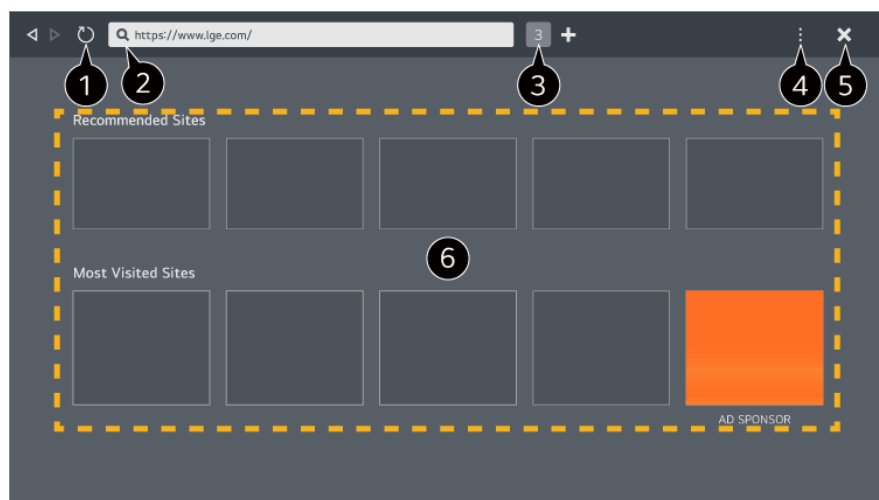 https://www.lge.com/ 3
1 2 3 4 5
Recommended Sites
6
Most Visited Sites
AD SPONSOR